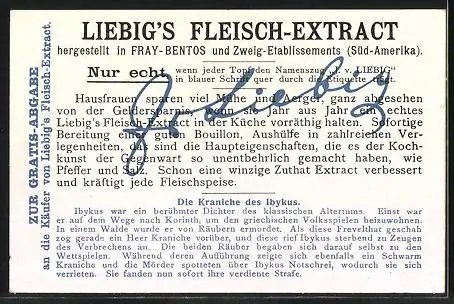 LIEBIG'S FLEISCH-EXTRACT
hergestellt in FRAY-BENTOS und Zweig-Etablissements (Süd-Amerika).
Nur echt, wenn jeder Topf den Namenszug „J. v. LIEBIG"
in blauer Schrift quer durch die Etiquette trägt.
Hausfrauen sparen viel Mühe und Aerger, ganz abgesehen
von der Geldersparnis, wenn sie Jahr aus Jahr ein echtes
Liebig's Fleisch-Extract in der Küche vorräthig halten. Sofortige
Bereitung einer guten Bouillon, Aushülfe in zahlreichen Ver-
legenheiten, das sind die Haupteigenschaften, die es der Koch-
kunst der Gegenwart so unentbehrlich gemacht haben, wie
Pfeffer und Salz. Schon eine winzige Zuthat Extract verbessert
und kräftigt jede Fleischspeise.
J v Liebig
Die Kraniche des Ibykus.
Ibykus war ein berühmter Dichter des klassischen Altertums. Einst war
er auf dem Wege nach Korinth, um den griechischen Volksspielen beizuwohnen.
In einem Walde wurde er von Räubern ermordet. Als diese Frevelthat geschah
zog gerade ein Heer Kraniche vorüber, und diese rief Ibykus sterbend zu Zeugen
des Verbrechens an. Die beiden Räuber begaben sich darauf selbst zu den
Wettspielen. Während deren Aufführung zeigte sich ebenfalls ein Schwarm
Kraniche und die Mörder spotteten über Ibykus Notschrei, wodurch sie sich
verrieten. Sie fanden nun sofort ihre verdiente Strafe.
ZUR GRATIS-ABGABE
an die Käufer von Liebig's Fleisch-Extract.